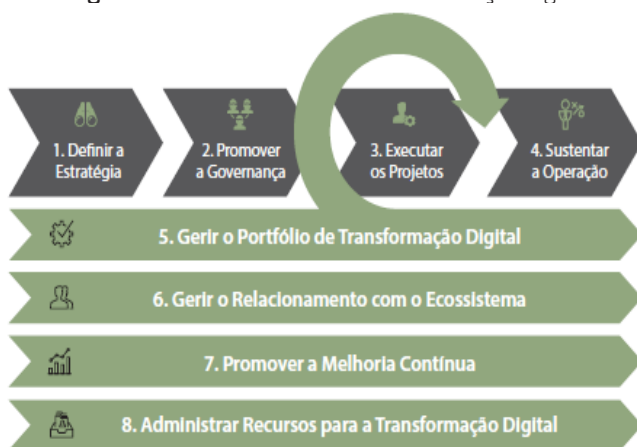 1. Definir a
Estratégia
2. Promover
a Governança
3. Executar
os Projetos
4. Sustentar
a Operação
5. Gerir o Portfólio de Transformação Digital
6. Gerir o Relacionamento com o Ecossistema
7. Promover a Melhoria Contínua
8. Administrar Recursos para a Transformação Digital